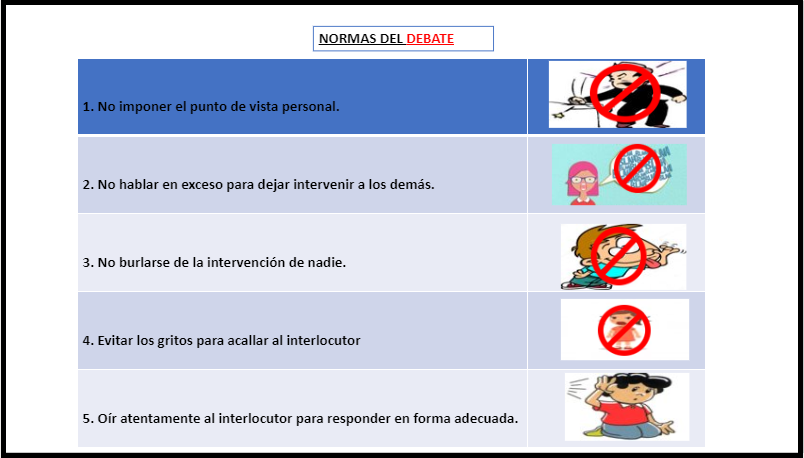 NORMAS DEL DEBATE
1. No imponer el punto de vista personal.
2. No hablar en exceso para dejar intervenir a los demás.
3. No burlarse de la intervención de nadie.
4. Evitar los gritos para acallar al interlocutor
5. Oír atentamente al interlocutor para responder en forma adecuada.